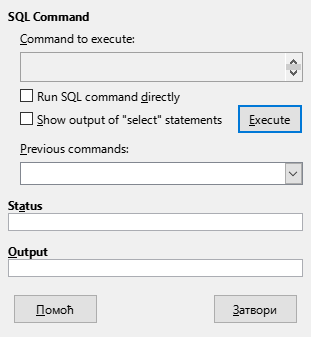 SQL Command
Command to execute:
Run SQL command directly
Show output of "select" statements
Execute
Previous commands:
Status
Output
Помоћ
Затвори